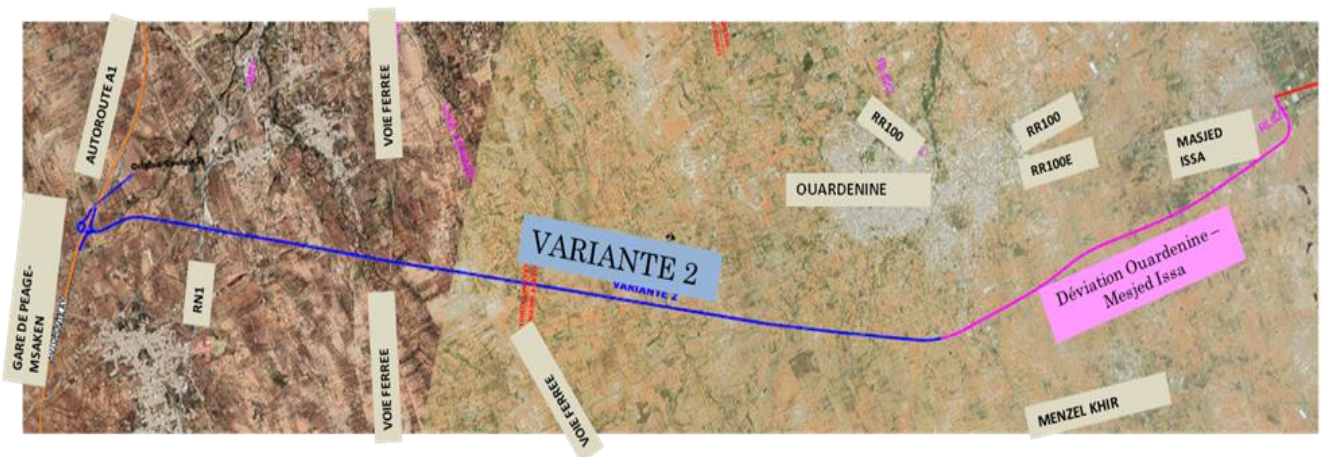 AUTOROUTE A1
VOIE FERREE
RR100
RR100
RR100E
MASJED
ISSA
OUARDENINE
GARE DE PEAGE-
MSAKEN
RN1
VARIANTE 2
VARIANTE 2
Déviation Ouardenine –
Mesjed Issa
VOIE FERREE
VOIE FERREE
MENZEL KHIR